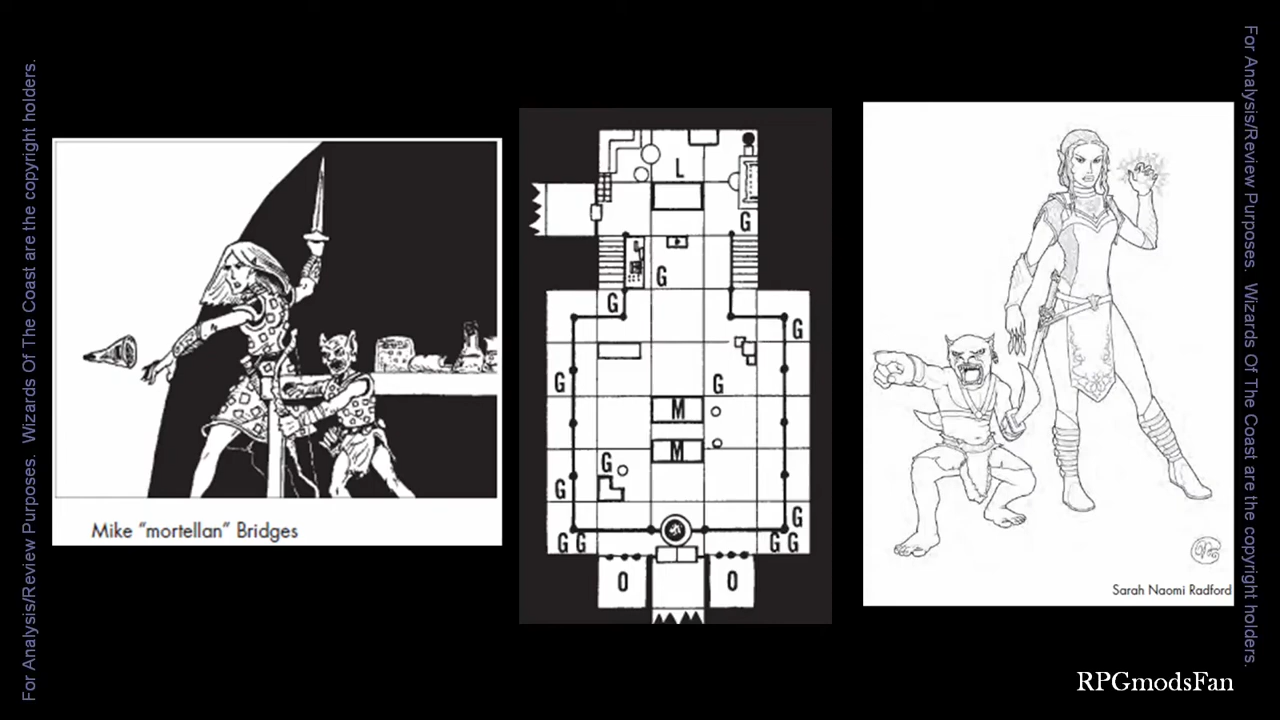 For Analysis/Review Purposes. Wizards Of The Coast are the copyright holders.
Mike “mortellan” Bridges
L
G
G
G
G
G
G
M
M
G
G
G
G G
G G
O
O
Sarah Naomi Radford
For Analysis/Review Purposes. Wizards Of The Coast are the copyright holders.
RPGmodsFan